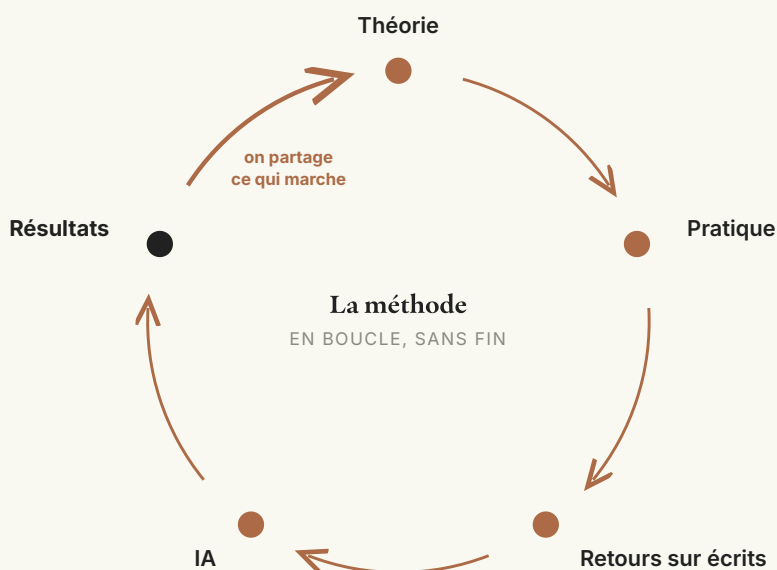 Théorie
on partage
ce qui marche
Résultats
Pratique
La méthode
EN BOUCLE, SANS FIN
IA
Retours sur écrits